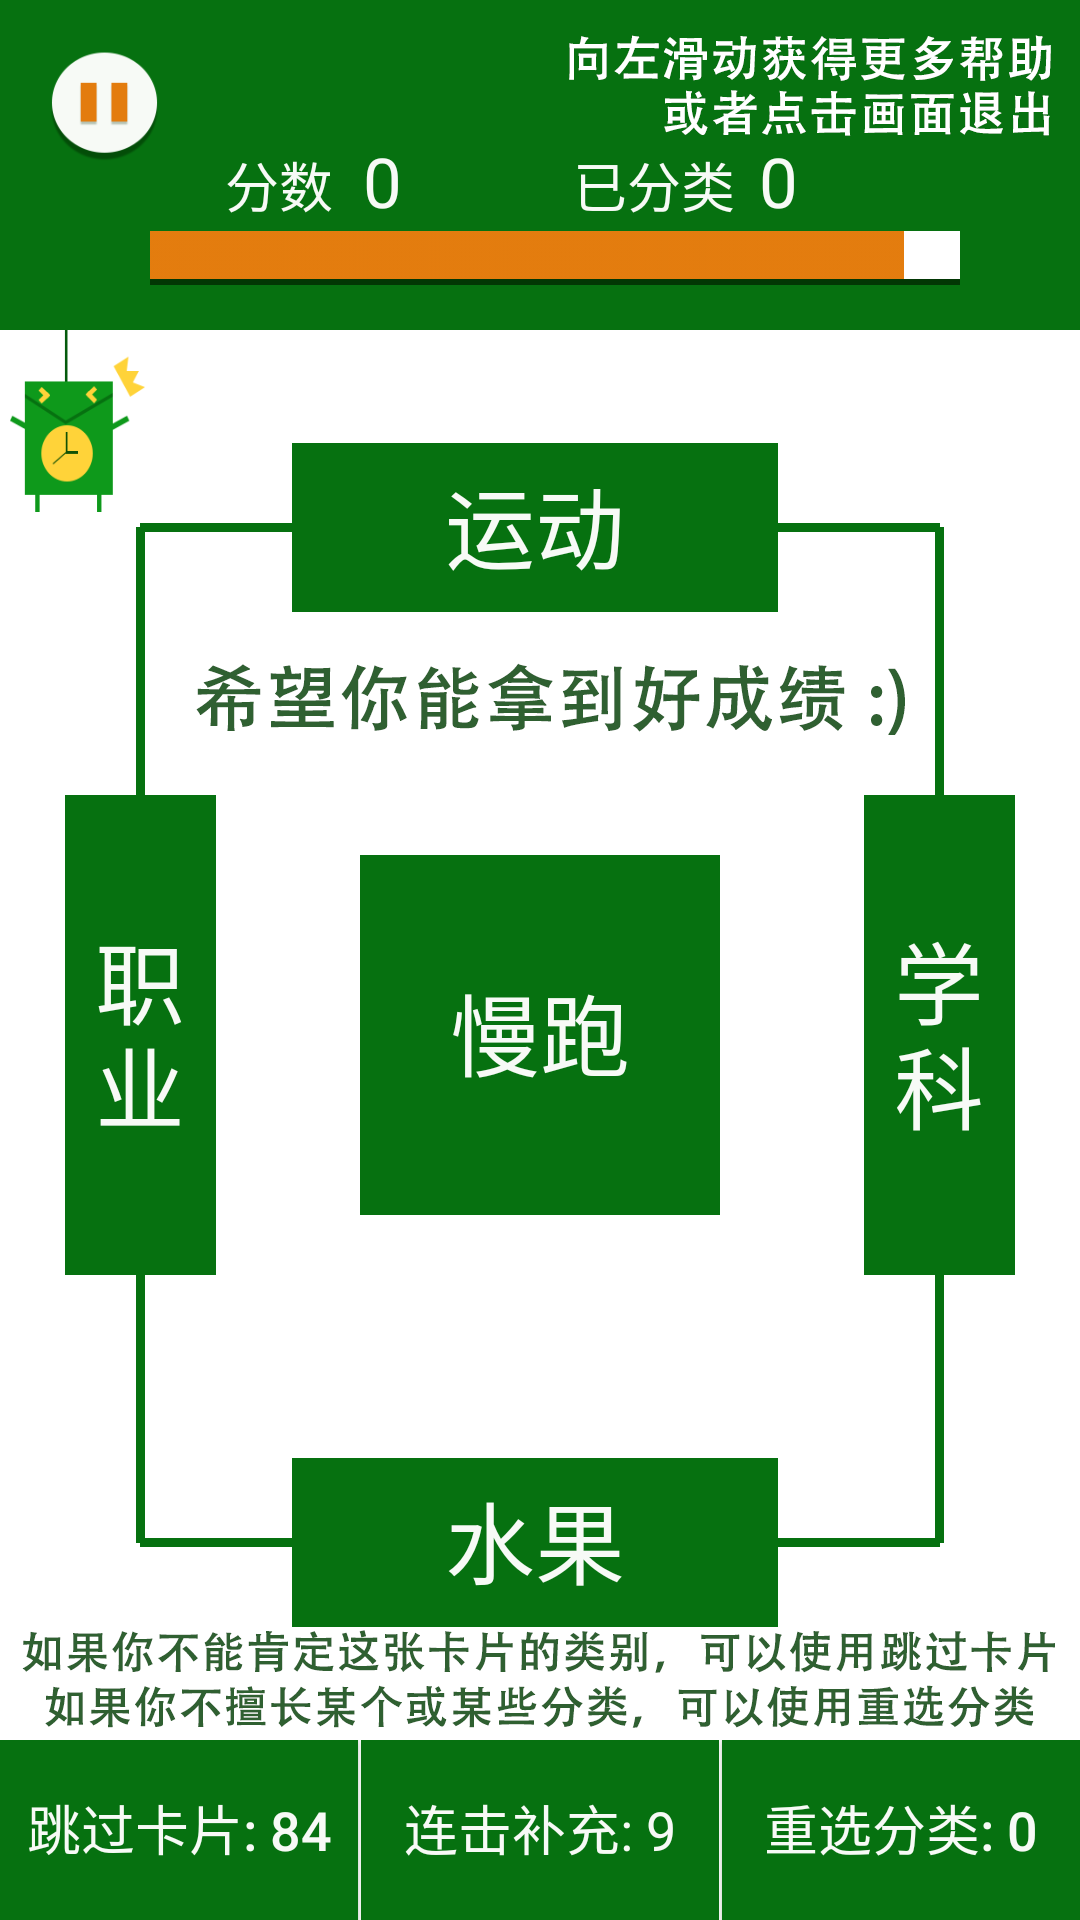 向左滑动获得更多帮助
或者点击画面退出
分数 0 已分类 0
运动
希望你能拿到好成绩 :)
职业
慢跑
学科
水果
如果你不能肯定这张卡片的类别，可以使用跳过卡片
如果你不擅长某个或某些分类，可以使用重选分类
跳过卡片: 84 连击补充: 9 重选分类: 0